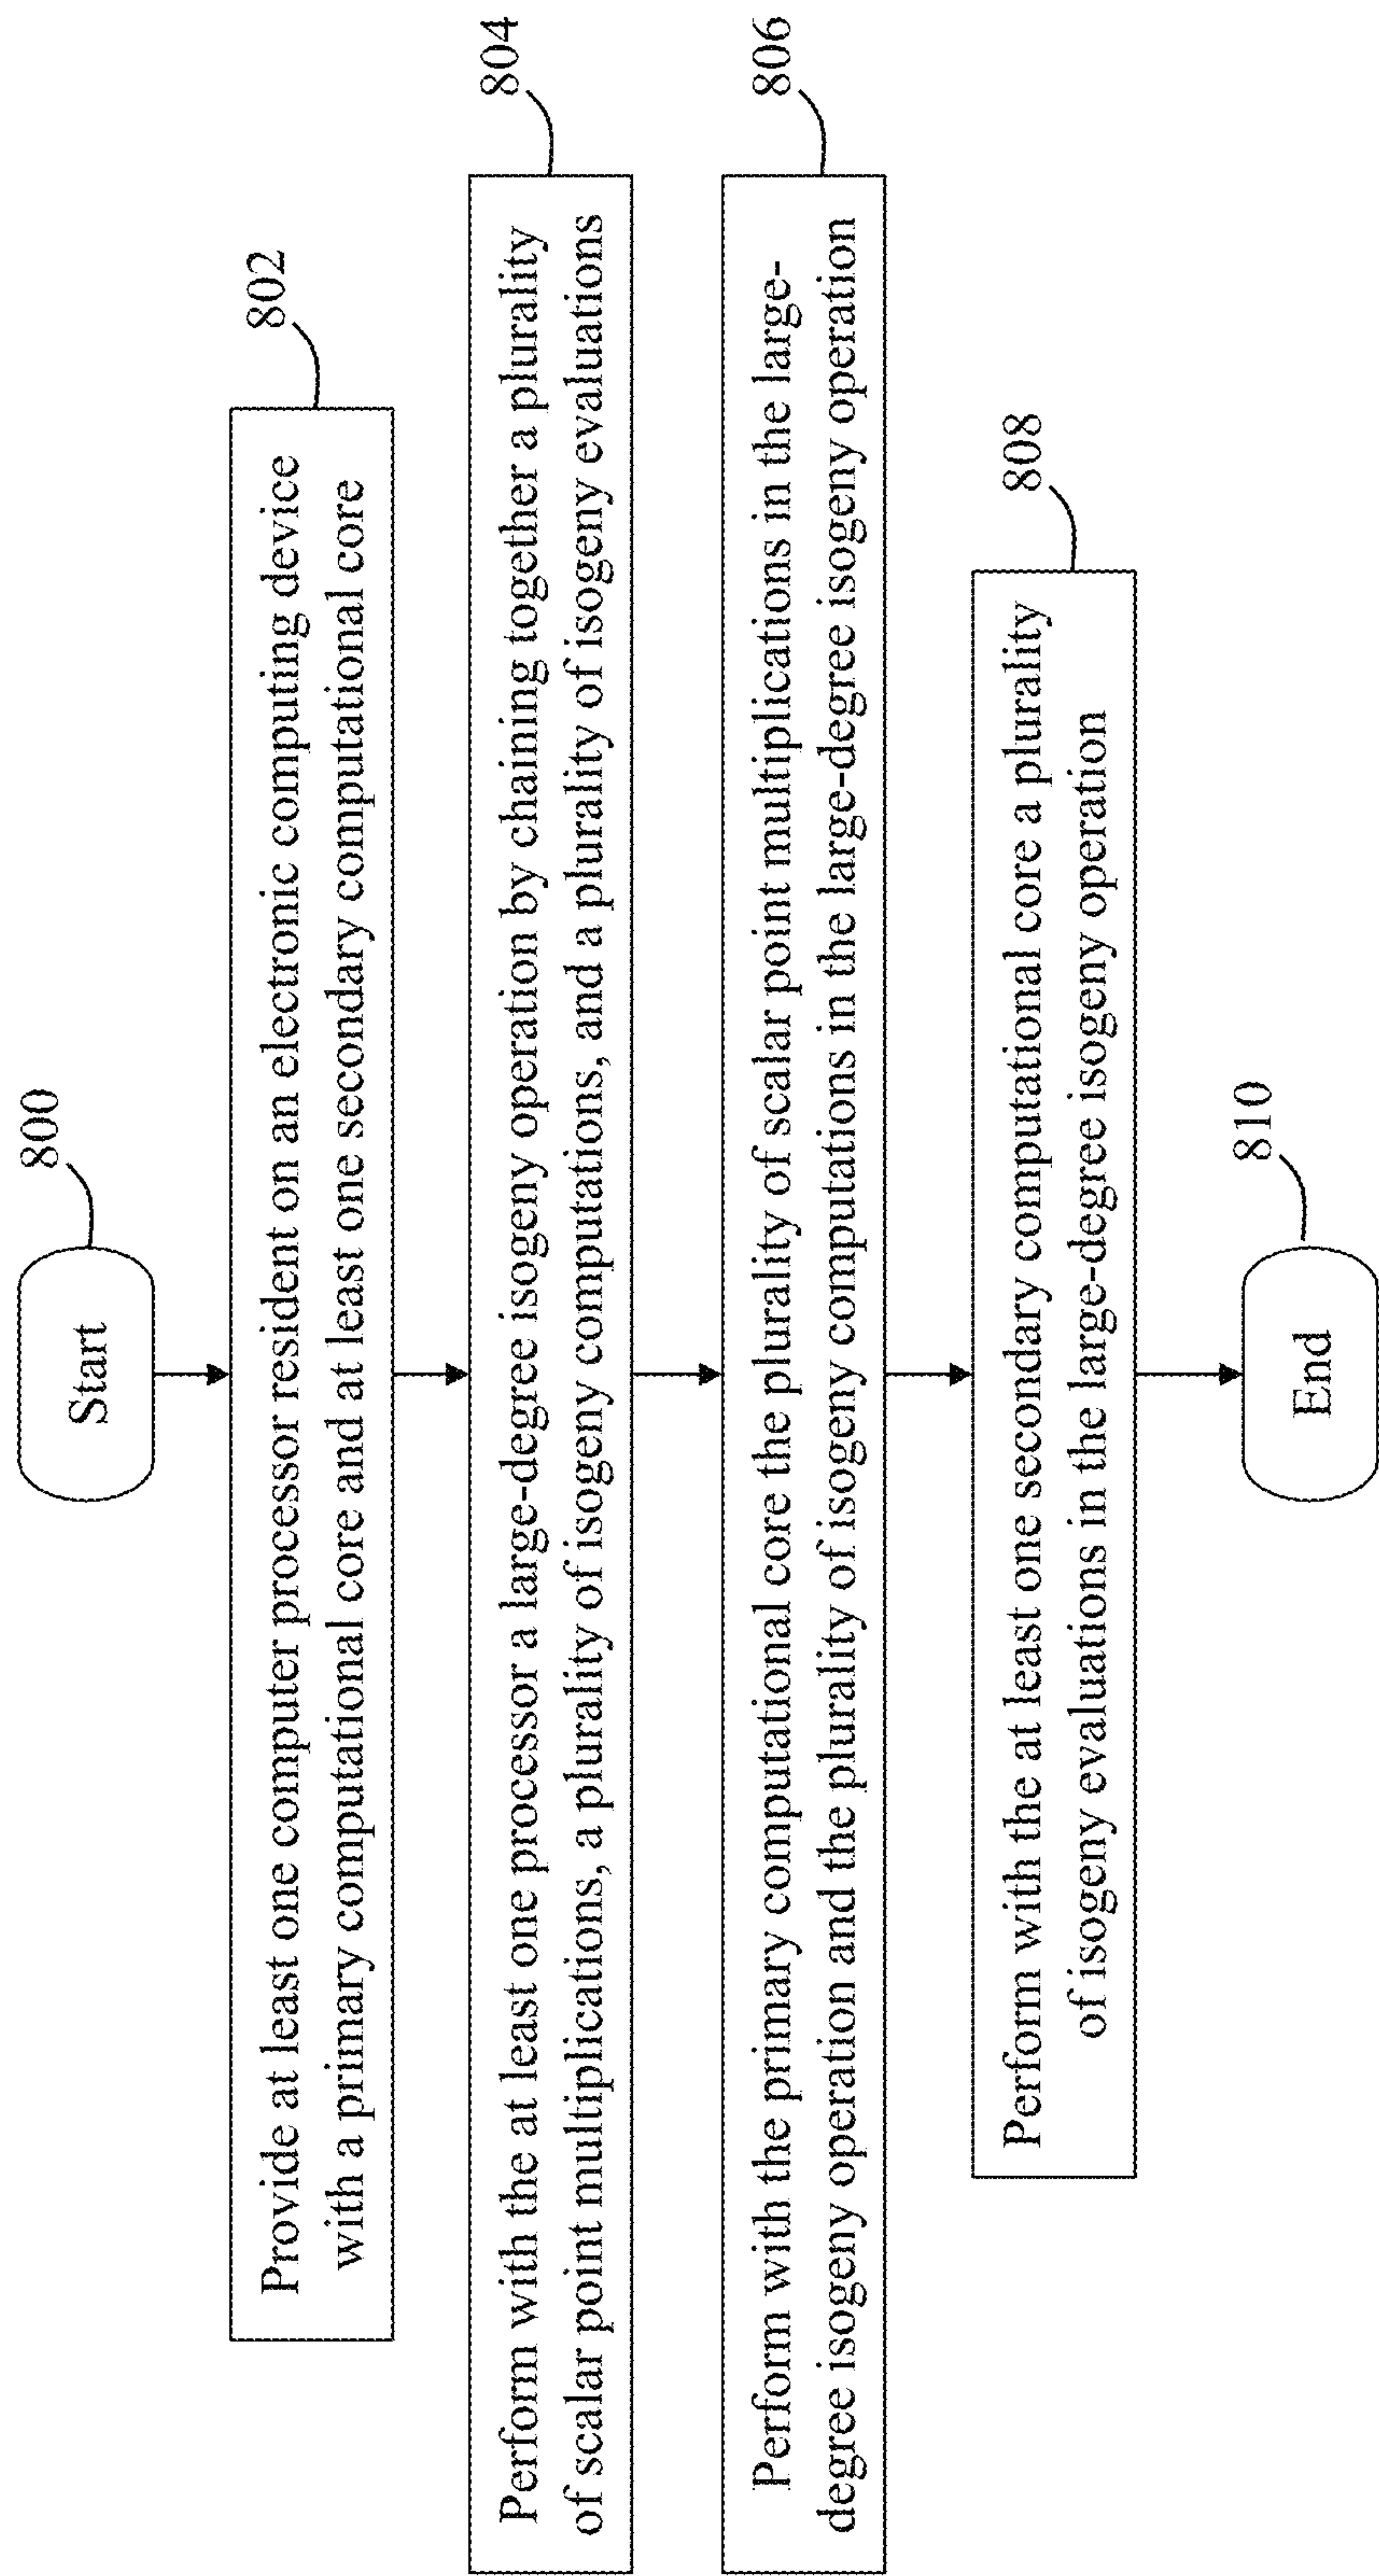 800
Start
802
Provide at least one computer processor resident on an electronic computing device
with a primary computational core and at least one secondary computational core
804
Perform with the at least one processor a large-degree isogeny operation by chaining together a plurality
of scalar point multiplications, a plurality of isogeny computations, and a plurality of isogeny evaluations
806
Perform with the primary computational core the plurality of scalar point multiplications in the large-
degree isogeny operation and the plurality of isogeny computations in the large-degree isogeny operation
808
Perform with the at least one secondary computational core a plurality
of isogeny evaluations in the large-degree isogeny operation
810
End